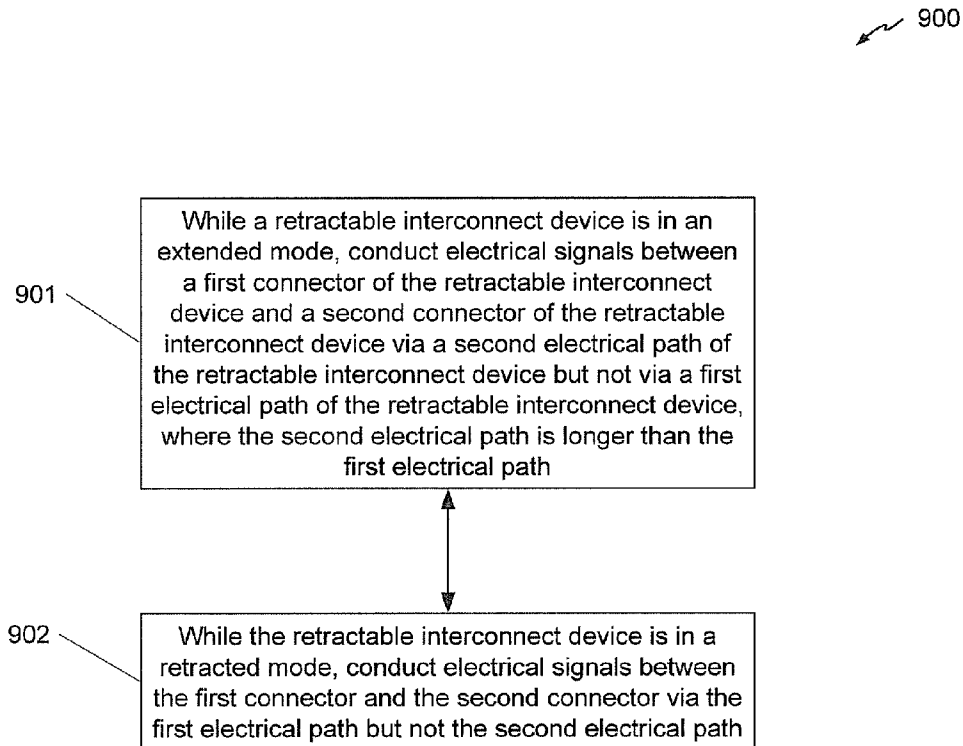 900
While a retractable interconnect device is in an
extended mode, conduct electrical signals between
a first connector of the retractable interconnect
device and a second connector of the retractable
interconnect device via a second electrical path of
the retractable interconnect device but not via a first
electrical path of the retractable interconnect device,
where the second electrical path is longer than the
first electrical path
901
902
While the retractable interconnect device is in a
retracted mode, conduct electrical signals between
the first connector and the second connector via the
first electrical path but not the second electrical path